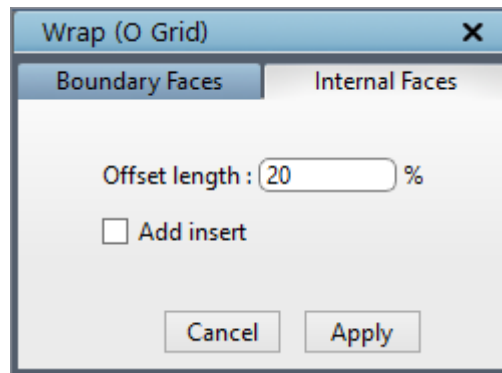 Wrap (O Grid)
Boundary Faces Internal Faces
Offset length : 20 %
Add insert
Cancel Apply